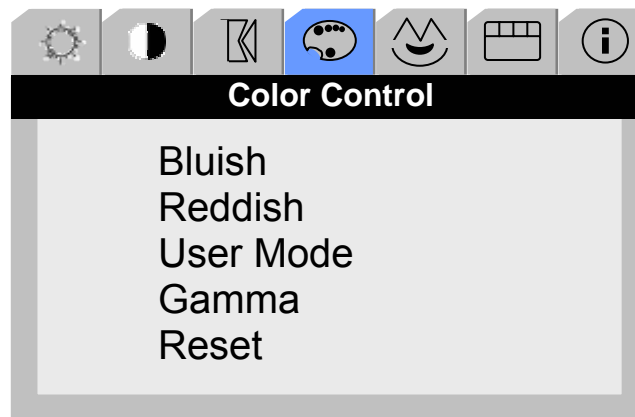 Color Control
Bluish
Reddish
User Mode
Gamma
Reset